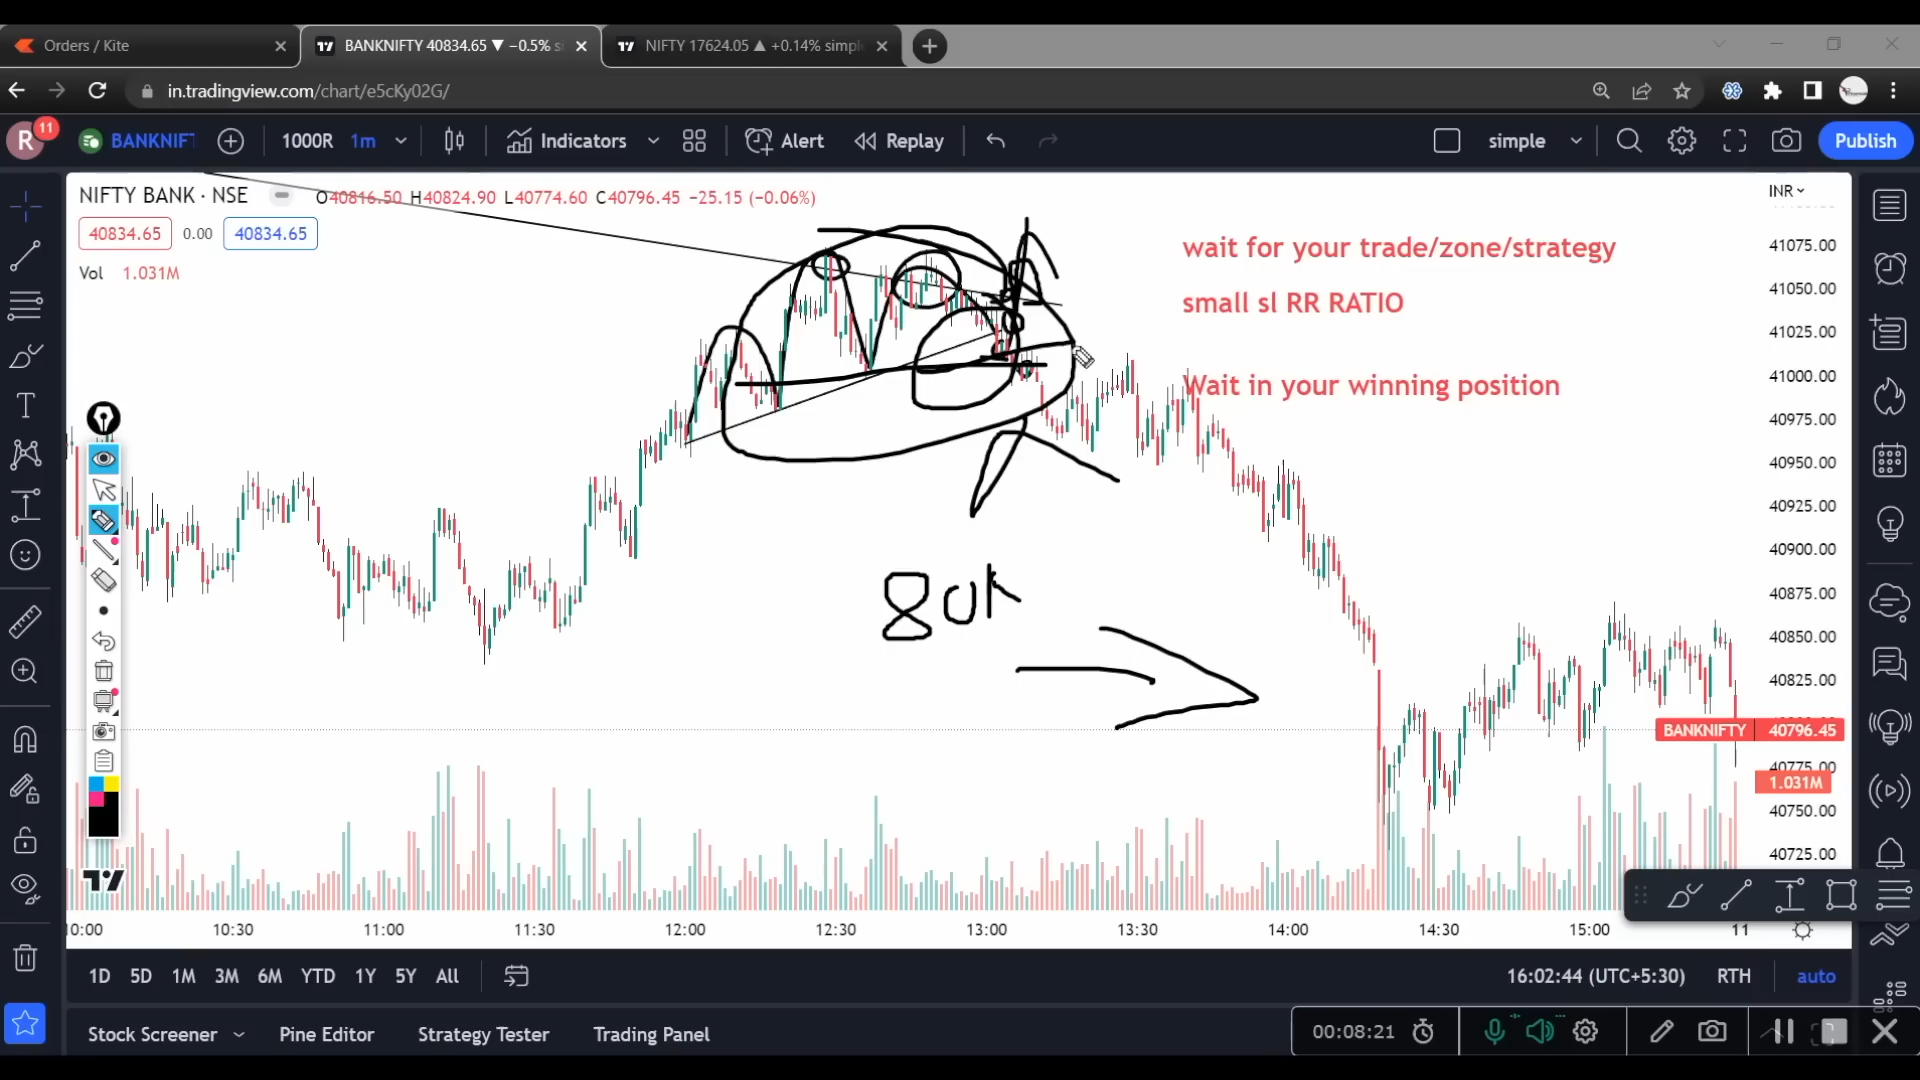 Orders / Kite
BANKNIFTY 40834.65 ▼ −0.5%
NIFTY 17624.05 ▲ +0.14% simpl
in.tradingview.com/chart/e5cKy02G/
R 11
BANKNIFT
1000R 1m
Indicators
Alert
Replay
simple
Publish
NIFTY BANK · NSE
O40816.50 H40824.90 L40774.60 C40796.45 −25.15 (−0.06%)
INR
40834.65 0.00 40834.65
Vol 1.031M
wait for your trade/zone/strategy
small sl RR RATIO
Wait in your winning position
80K
41075.00
41050.00
41025.00
41000.00
40975.00
40950.00
40925.00
40900.00
40875.00
40850.00
40825.00
BANKNIFTY 40796.45
40775.00
1.031M
40750.00
40725.00
10:30 11:00 11:30 12:00 12:30 13:00 13:30 14:00 14:30 15:00 11
1D 5D 1M 3M 6M YTD 1Y 5Y All
16:02:44 (UTC+5:30) RTH auto
Stock Screener Pine Editor Strategy Tester Trading Panel
00:08:21